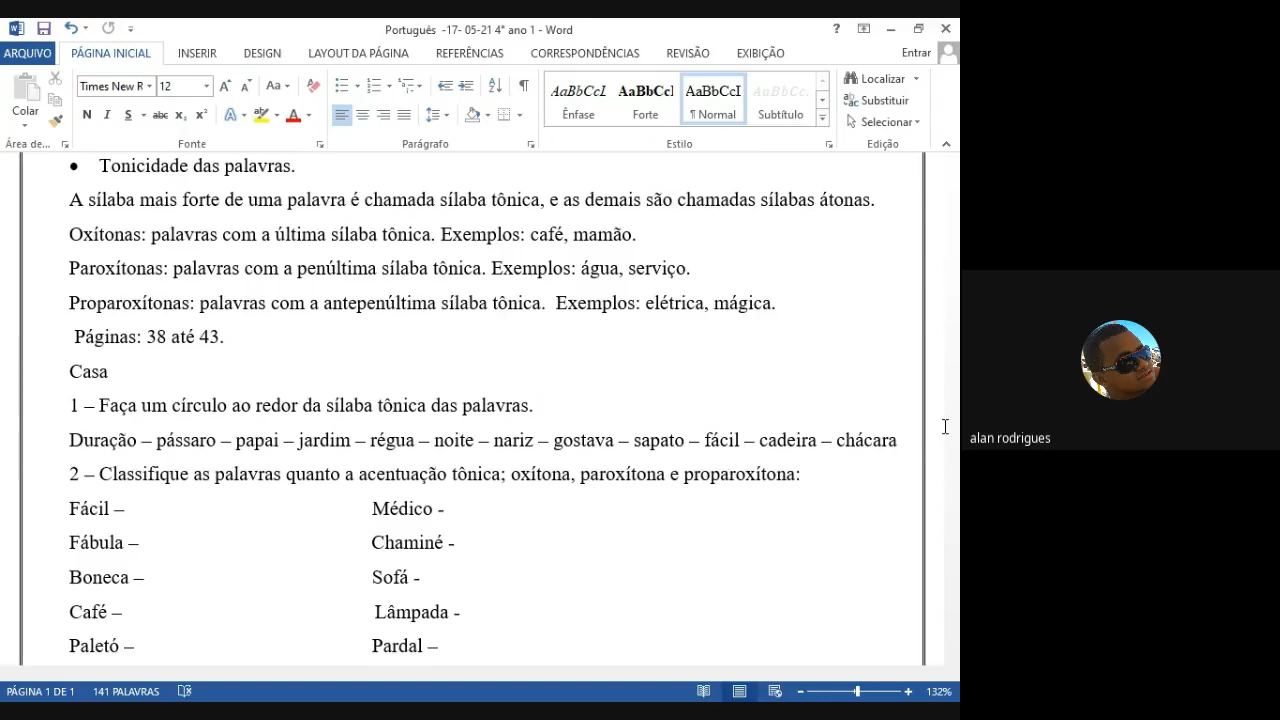 Português -17- 05-21 4° ano 1 - Word
?
ARQUIVO PÁGINA INICIAL INSERIR DESIGN LAYOUT DA PÁGINA REFERÊNCIAS CORRESPONDÊNCIAS REVISÃO EXIBIÇÃO Entrar
Times New R 12 Aa AaBbCcL AaBbCcl AaBbCcI AaBbCc. Localizar
Colar Substituir
N I S abc x₂ x² A A Ênfase Forte ¶ Normal Subtítulo Selecionar
Área de... Fonte Parágrafo Estilo Edição
• Tonicidade das palavras.
A sílaba mais forte de uma palavra é chamada sílaba tônica, e as demais são chamadas sílabas átonas.
Oxítonas: palavras com a última sílaba tônica. Exemplos: café, mamão.
Paroxítonas: palavras com a penúltima sílaba tônica. Exemplos: água, serviço.
Proparoxítonas: palavras com a antepenúltima sílaba tônica. Exemplos: elétrica, mágica.
Páginas: 38 até 43.
Casa
1 – Faça um círculo ao redor da sílaba tônica das palavras.
Duração – pássaro – papai – jardim – régua – noite – nariz – gostava – sapato – fácil – cadeira – chácara
2 – Classifique as palavras quanto a acentuação tônica; oxítona, paroxítona e proparoxítona:
Fácil – Médico -
Fábula – Chaminé -
Boneca – Sofá -
Café – Lâmpada -
Paletó – Pardal –
PÁGINA 1 DE 1 141 PALAVRAS 132%
alan rodrigues